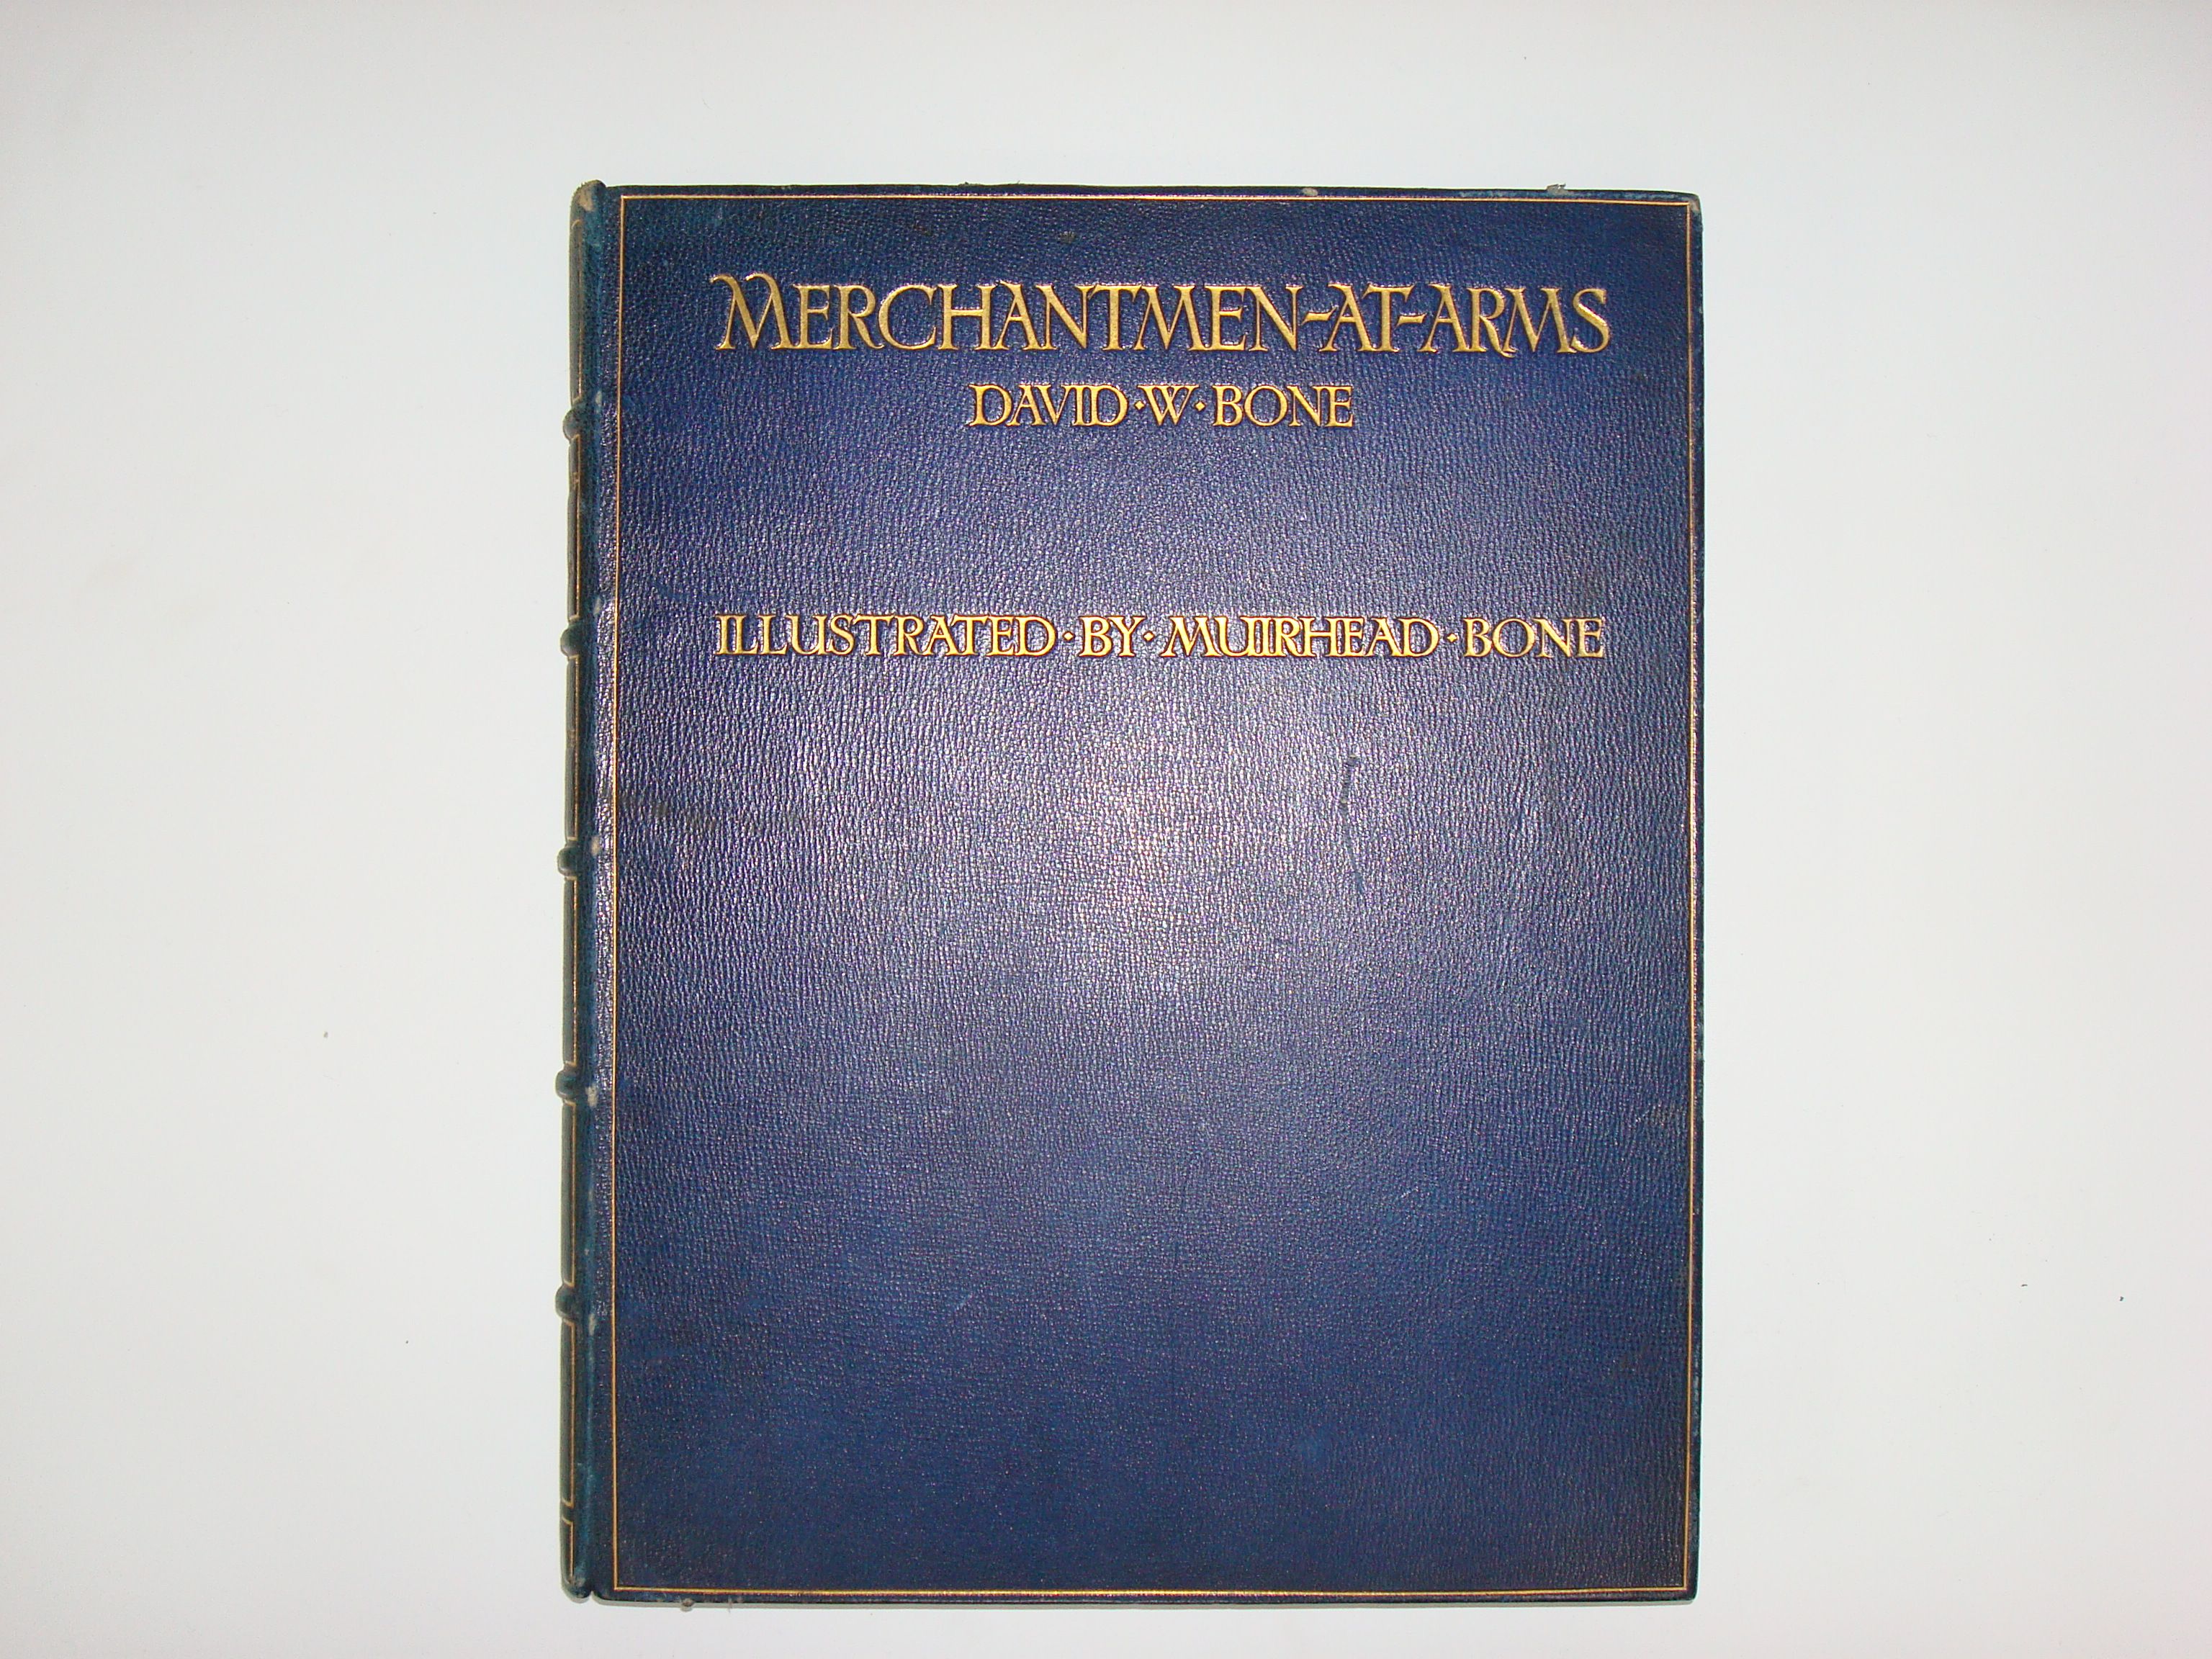 MERCHANTMEN-AT-ARMS
DAVID·W·BONE
ILLUSTRATED·BY·MUIRHEAD·BONE